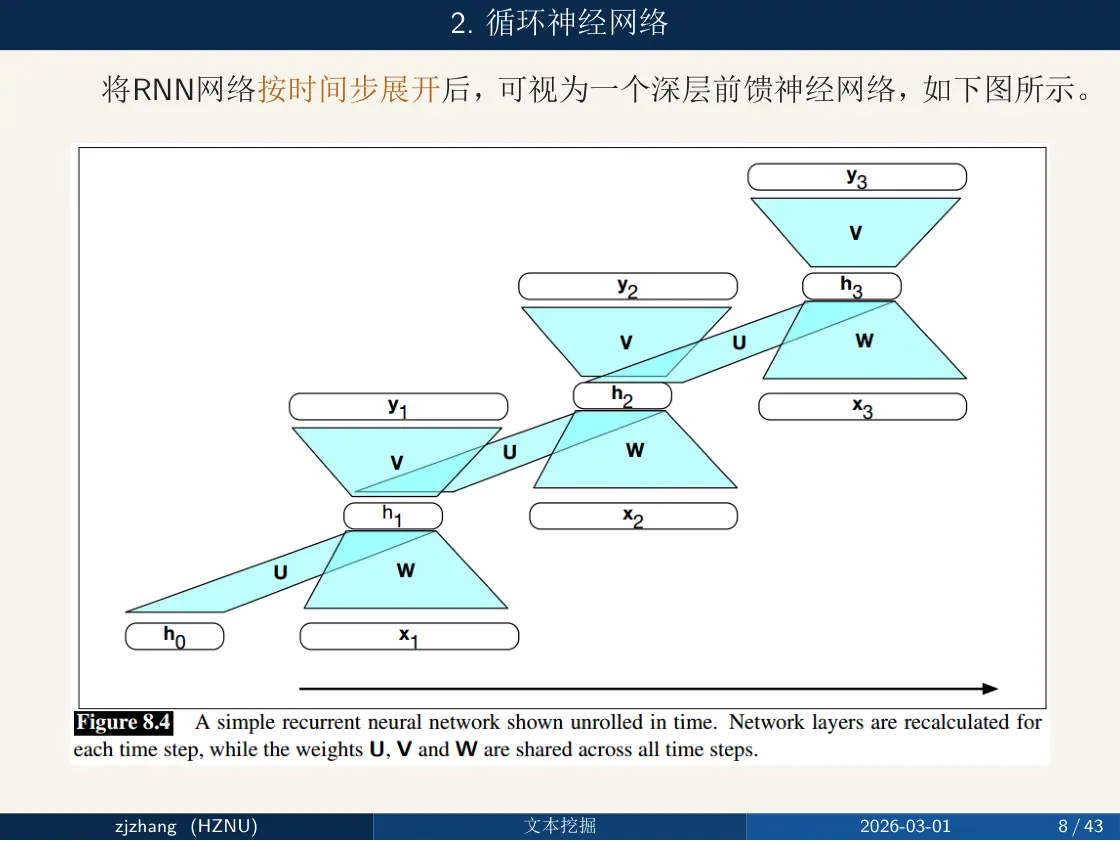 2. 循环神经网络
将RNN网络按时间步展开后，可视为一个深层前馈神经网络，如下图所示。
y3
V
y2
h3
V
U
W
y1
h2
x3
V
U
W
h1
x2
U
W
h0
x1
Figure 8.4 A simple recurrent neural network shown unrolled in time. Network layers are recalculated for
each time step, while the weights U, V and W are shared across all time steps.
zjzhang (HZNU)
文本挖掘
2026-03-01
8 / 43